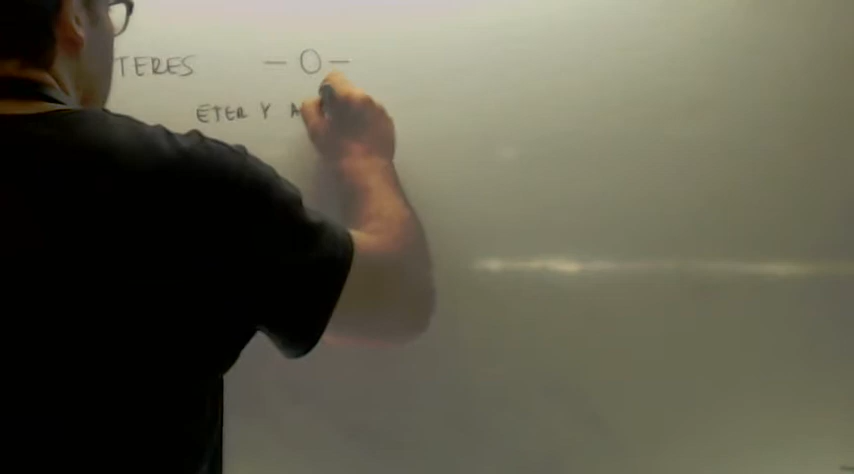 TERES — O —
ETER Y